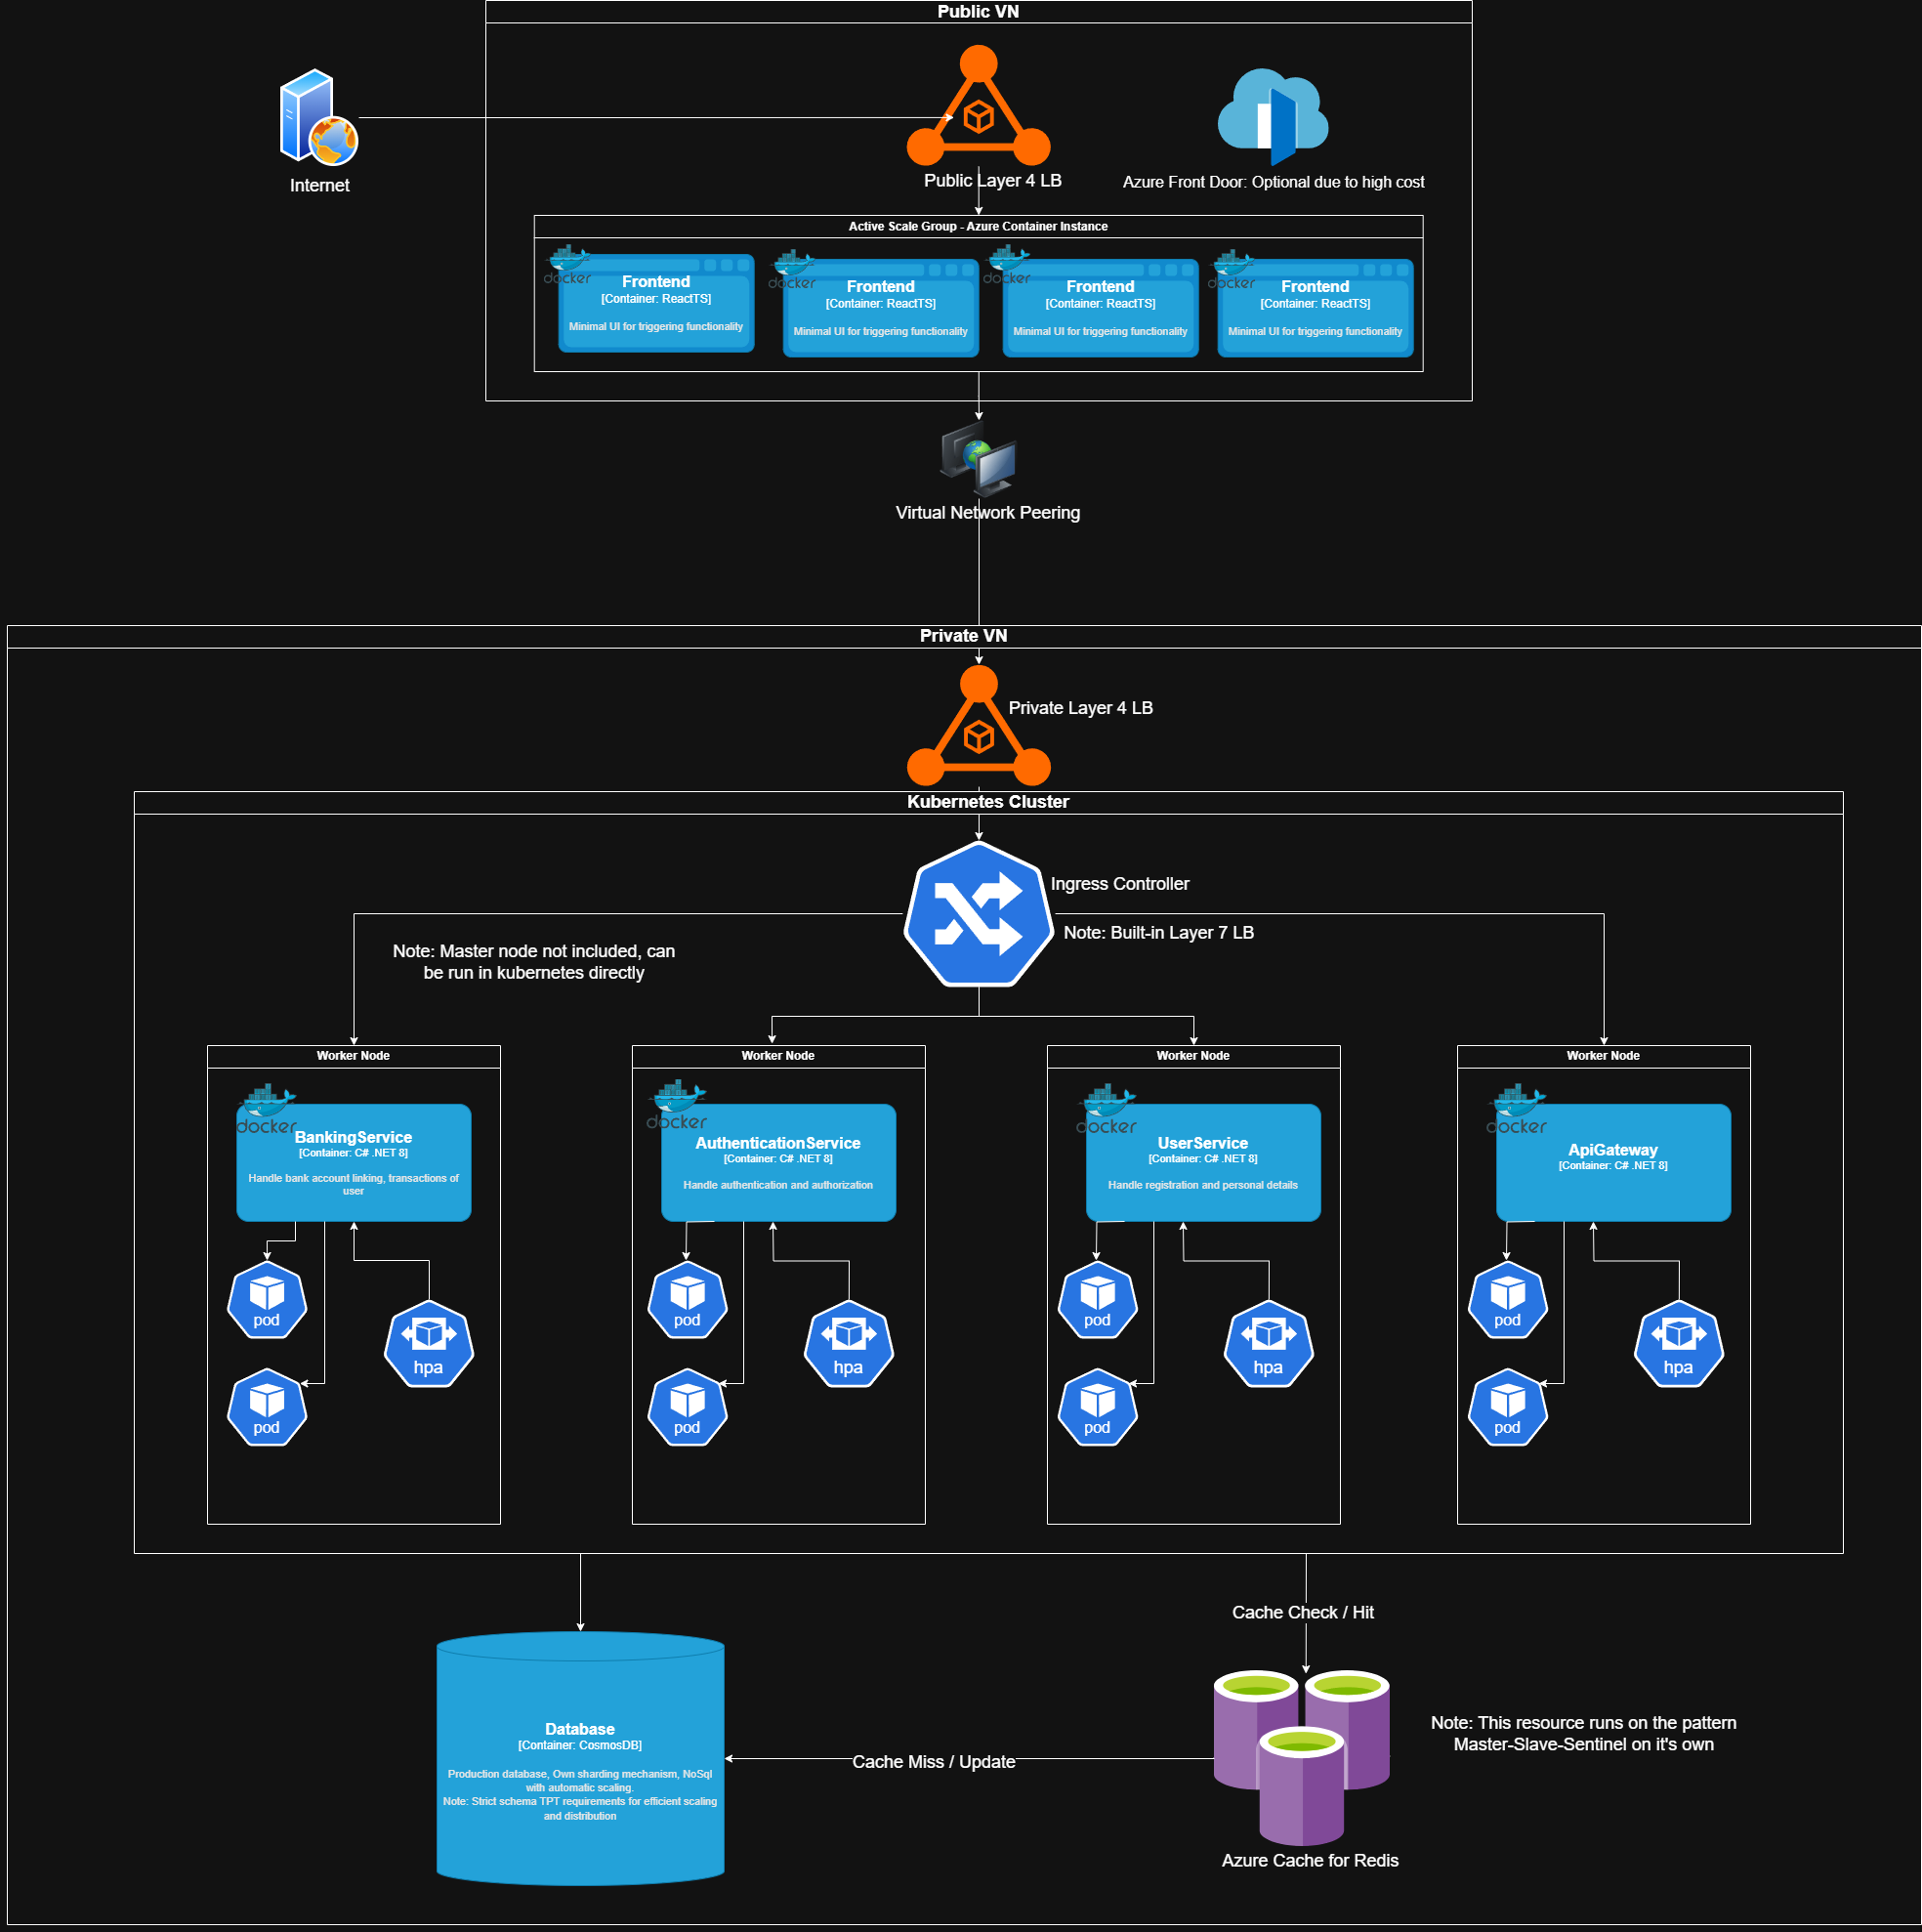 Public VN
Internet
Public Layer 4 LB
Azure Front Door: Optional due to high cost
Active Scale Group - Azure Container Instance
docker
Frontend
[Container: ReactTS]
Minimal UI for triggering functionality
docker
Frontend
[Container: ReactTS]
Minimal UI for triggering functionality
docker
Frontend
[Container: ReactTS]
Minimal UI for triggering functionality
docker
Frontend
[Container: ReactTS]
Minimal UI for triggering functionality
Virtual Network Peering
Private VN
Private Layer 4 LB
Kubernetes Cluster
Ingress Controller
Note: Built-in Layer 7 LB
Note: Master node not included, can
be run in kubernetes directly
Worker Node
docker
BankingService
[Container: C# .NET 8]
Handle bank account linking, transactions of
user
pod
hpa
pod
Worker Node
docker
AuthenticationService
[Container: C# .NET 8]
Handle authentication and authorization
pod
hpa
pod
Worker Node
docker
UserService
[Container: C# .NET 8]
Handle registration and personal details
pod
hpa
pod
Worker Node
docker
ApiGateway
[Container: C# .NET 8]
pod
hpa
pod
Cache Check / Hit
Database
[Container: CosmosDB]
Production database, Own sharding mechanism, NoSql
with automatic scaling.
Note: Strict schema TPT requirements for efficient scaling
and distribution
Cache Miss / Update
Note: This resource runs on the pattern
Master-Slave-Sentinel on it's own
Azure Cache for Redis